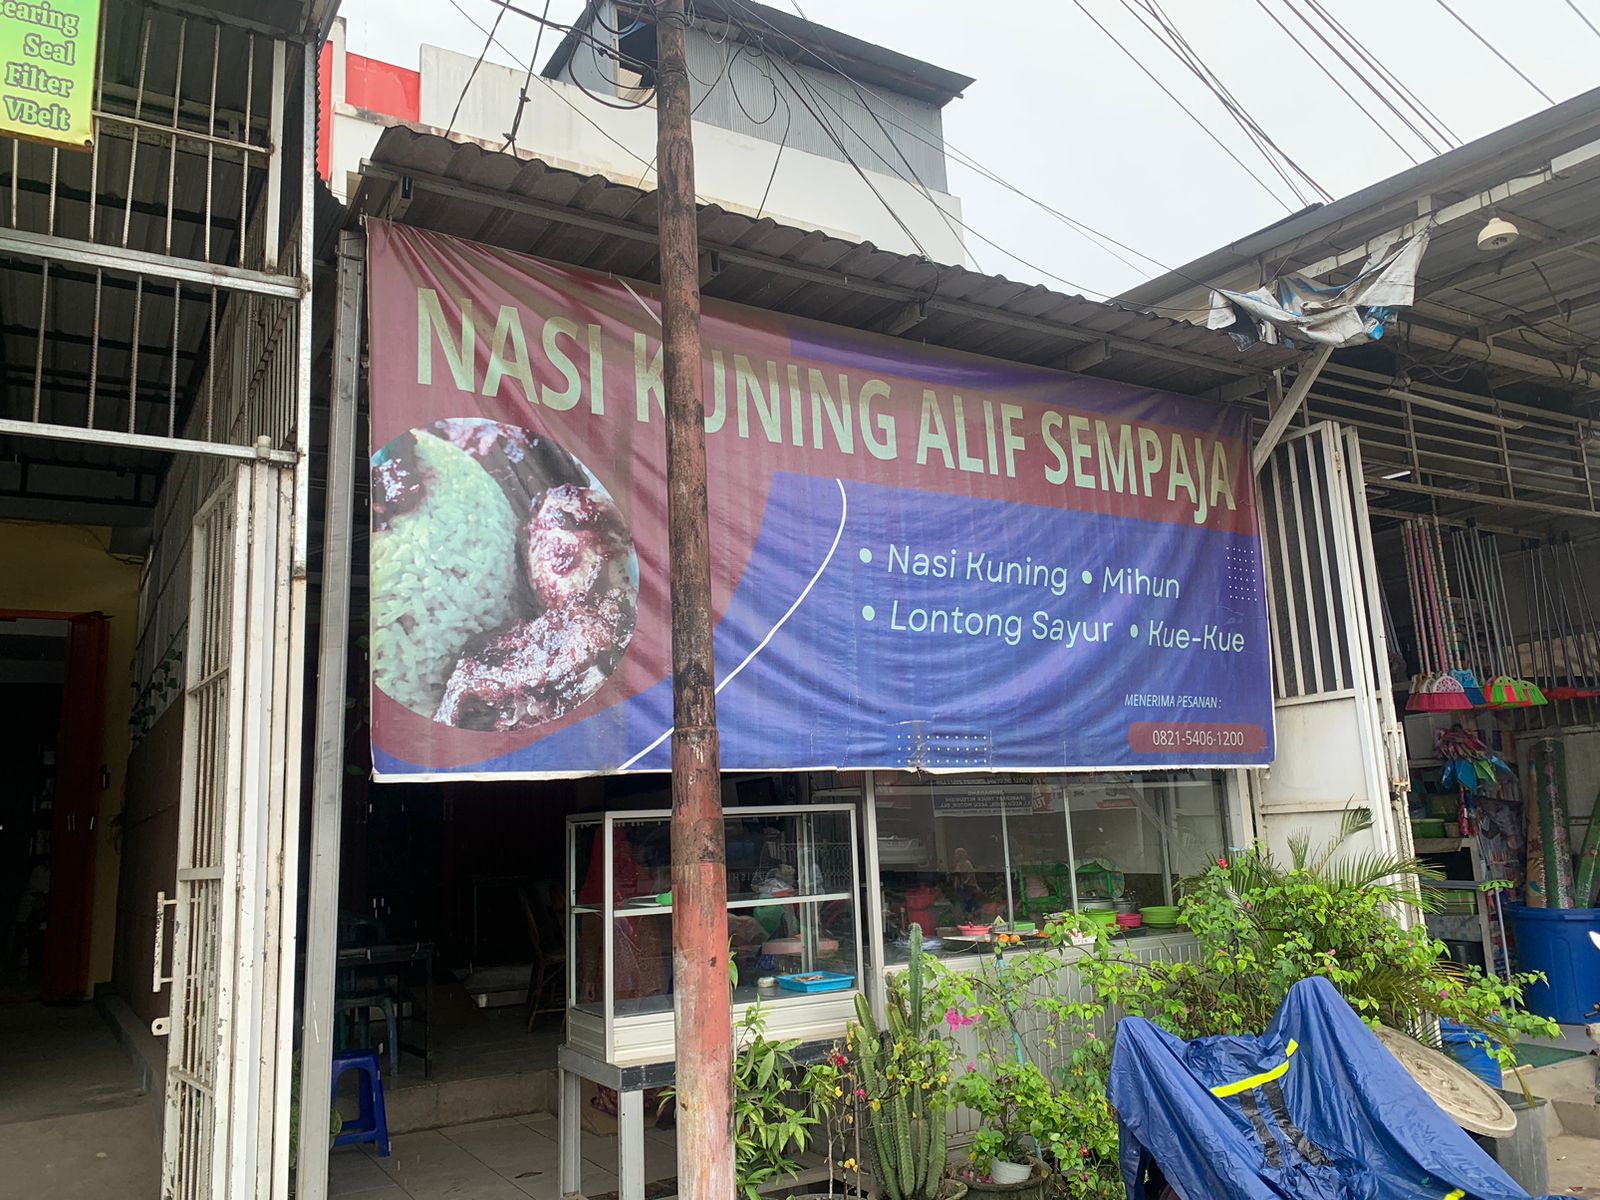 Bearing
Seal
Filter
VBelt
NASI KUNING ALIF SEMPAJA
• Nasi Kuning • Mihun
• Lontong Sayur • Kue-Kue
MENERIMA PESANAN :
0821-5406-1200